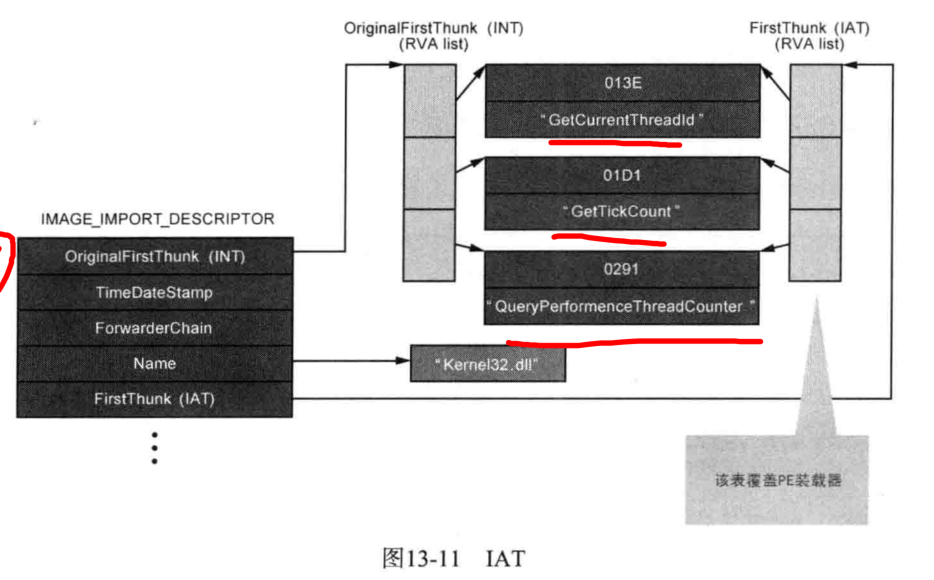 OriginalFirstThunk (INT)
(RVA list)
FirstThunk (IAT)
(RVA list)
013E
“GetCurrentThreadId”
01D1
“GetTickCount”
IMAGE_IMPORT_DESCRIPTOR
OriginalFirstThunk (INT)
0291
TimeDateStamp
“QueryPerformenceThreadCounter”
ForwarderChain
Name
“Kernel32.dll”
FirstThunk (IAT)
该表覆盖PE装载器
图13-11 IAT